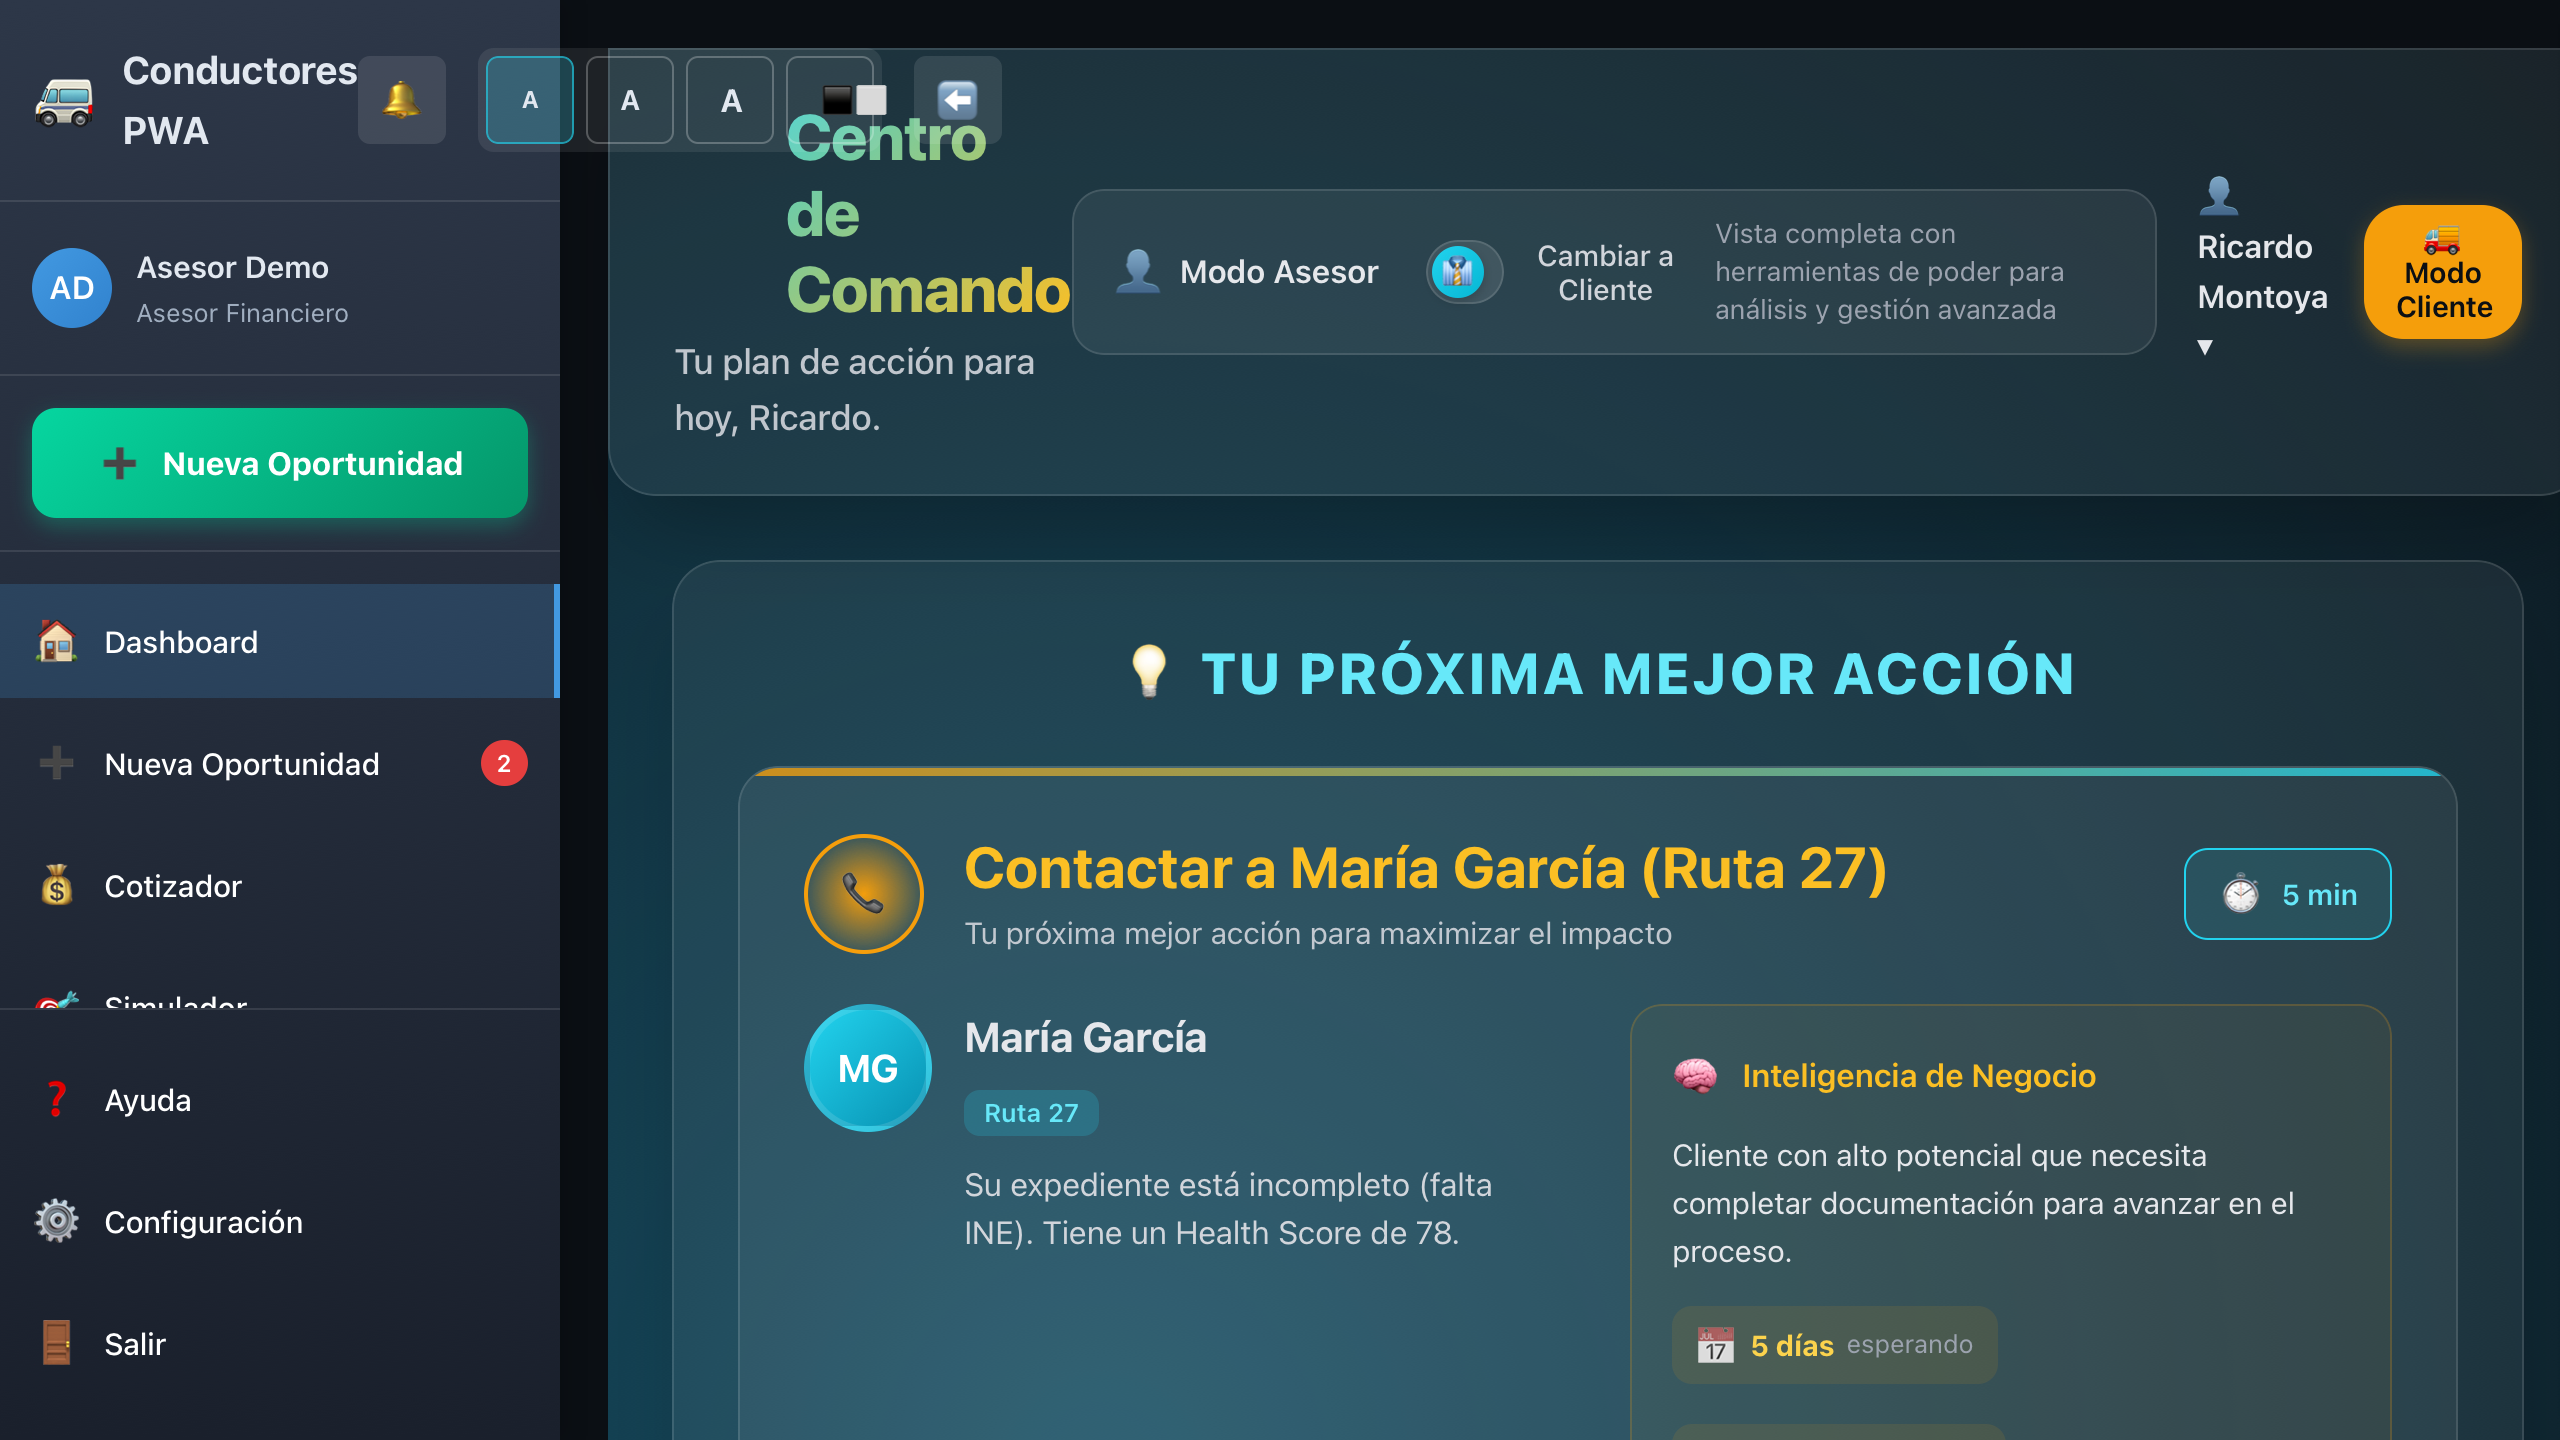 Conductores
PWA
A
A
A
AD
Asesor Demo
Asesor Financiero
Nueva Oportunidad
Dashboard
Nueva Oportunidad
2
Cotizador
Simulador
Ayuda
Configuración
Salir
Centro
de
Comando
Tu plan de acción para
hoy, Ricardo.
Modo Asesor
Cambiar a
Cliente
Vista completa con
herramientas de poder para
análisis y gestión avanzada
Ricardo
Montoya
▼
Modo
Cliente
TU PRÓXIMA MEJOR ACCIÓN
Contactar a María García (Ruta 27)
Tu próxima mejor acción para maximizar el impacto
5 min
MG
María García
Ruta 27
Su expediente está incompleto (falta
INE). Tiene un Health Score de 78.
Inteligencia de Negocio
Cliente con alto potencial que necesita
completar documentación para avanzar en el
proceso.
JUL
17
5 días esperando